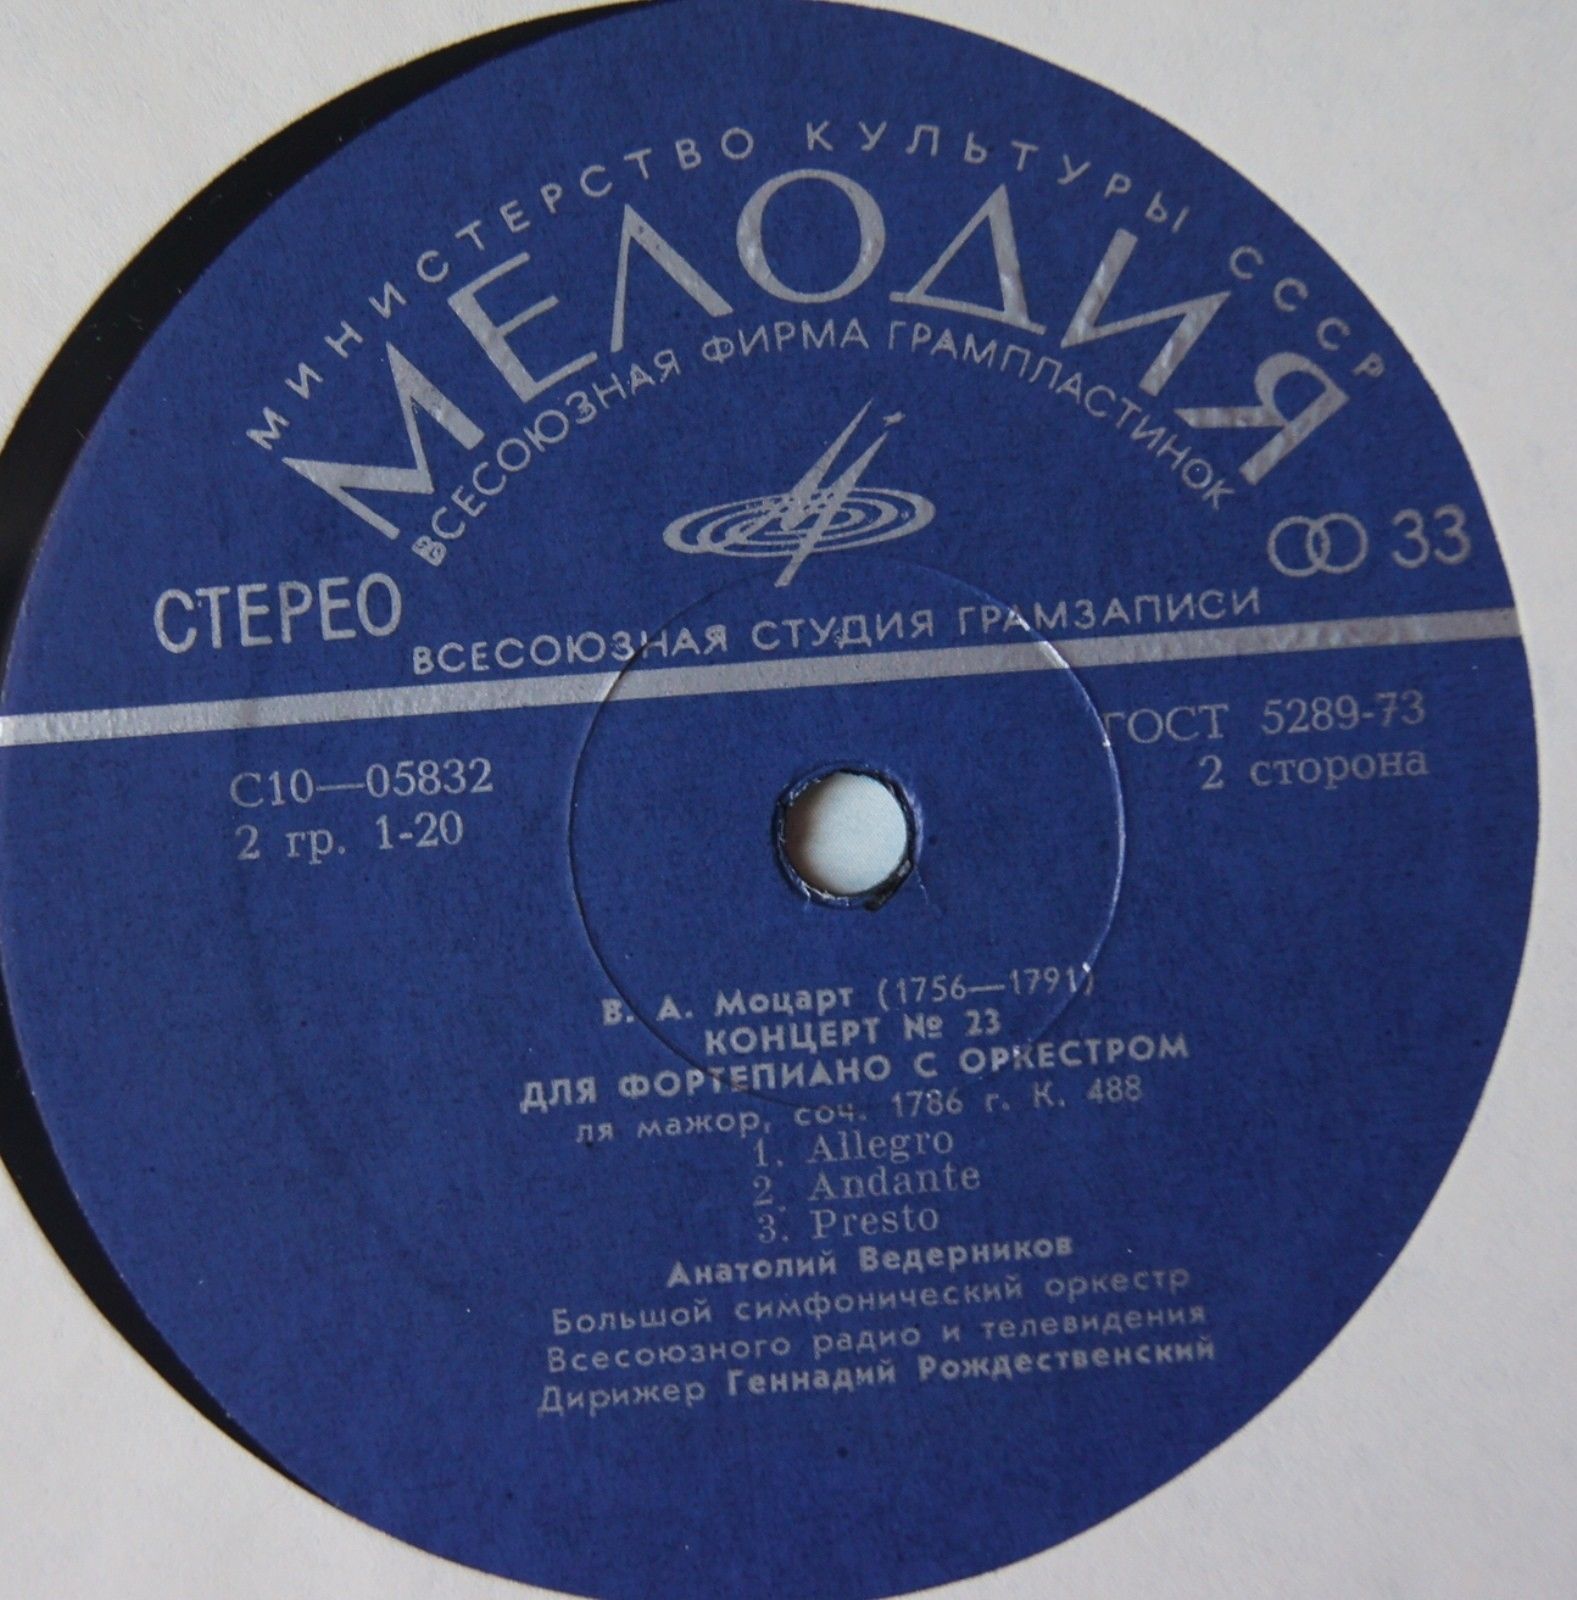 МИНИСТЕРСТВО КУЛЬТУРЫ СССР
МЕЛОДИЯ
ВСЕСОЮЗНАЯ ФИРМА ГРАМПЛАСТИНОК
СТЕРЕО
33
ВСЕСОЮЗНАЯ СТУДИЯ ГРАМЗАПИСИ
С10—05832
ГОСТ 5289-73
2 гр. 1-20
2 сторона
В. А. Моцарт (1756—1791)
КОНЦЕРТ № 23
ДЛЯ ФОРТЕПИАНО С ОРКЕСТРОМ
ля мажор, соч. 1786 г. К. 488
1. Allegro
2. Andante
3. Presto
Анатолий Ведерников
Большой симфонический оркестр
Всесоюзного радио и телевидения
Дирижер Геннадий Рождественский